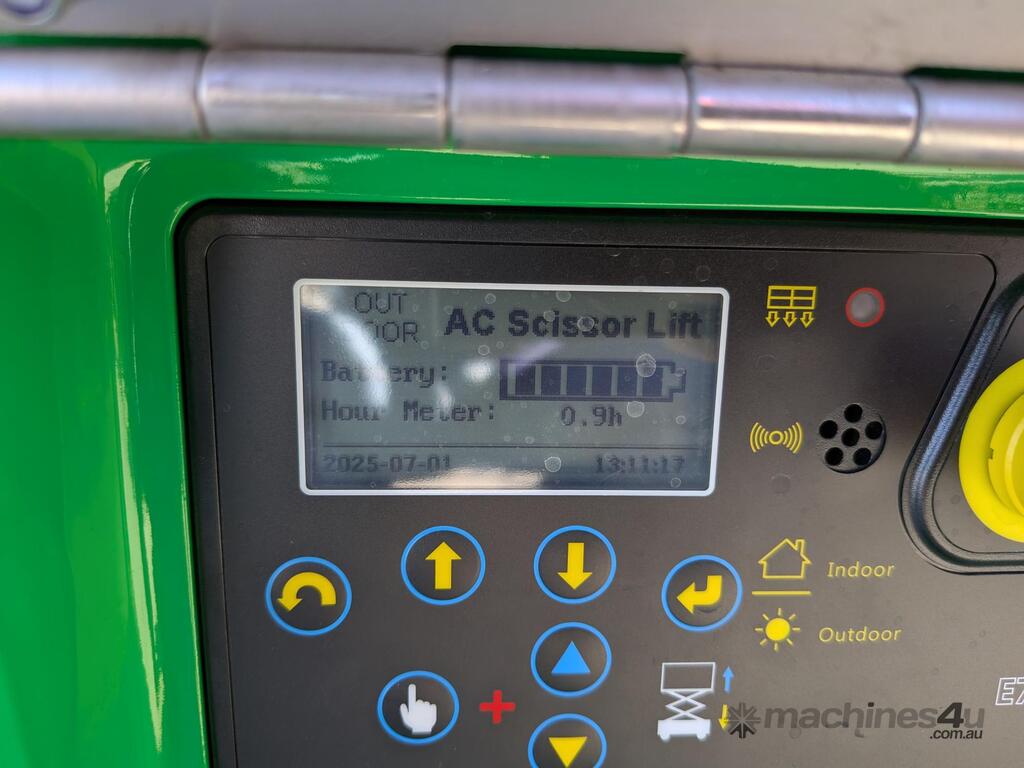 OUT
DOOR
AC Scissor Lift
Battery:
Hour Meter: 0.9h
2025-07-01 13:11:17
Indoor
Outdoor
E7
machines4u
.com.au